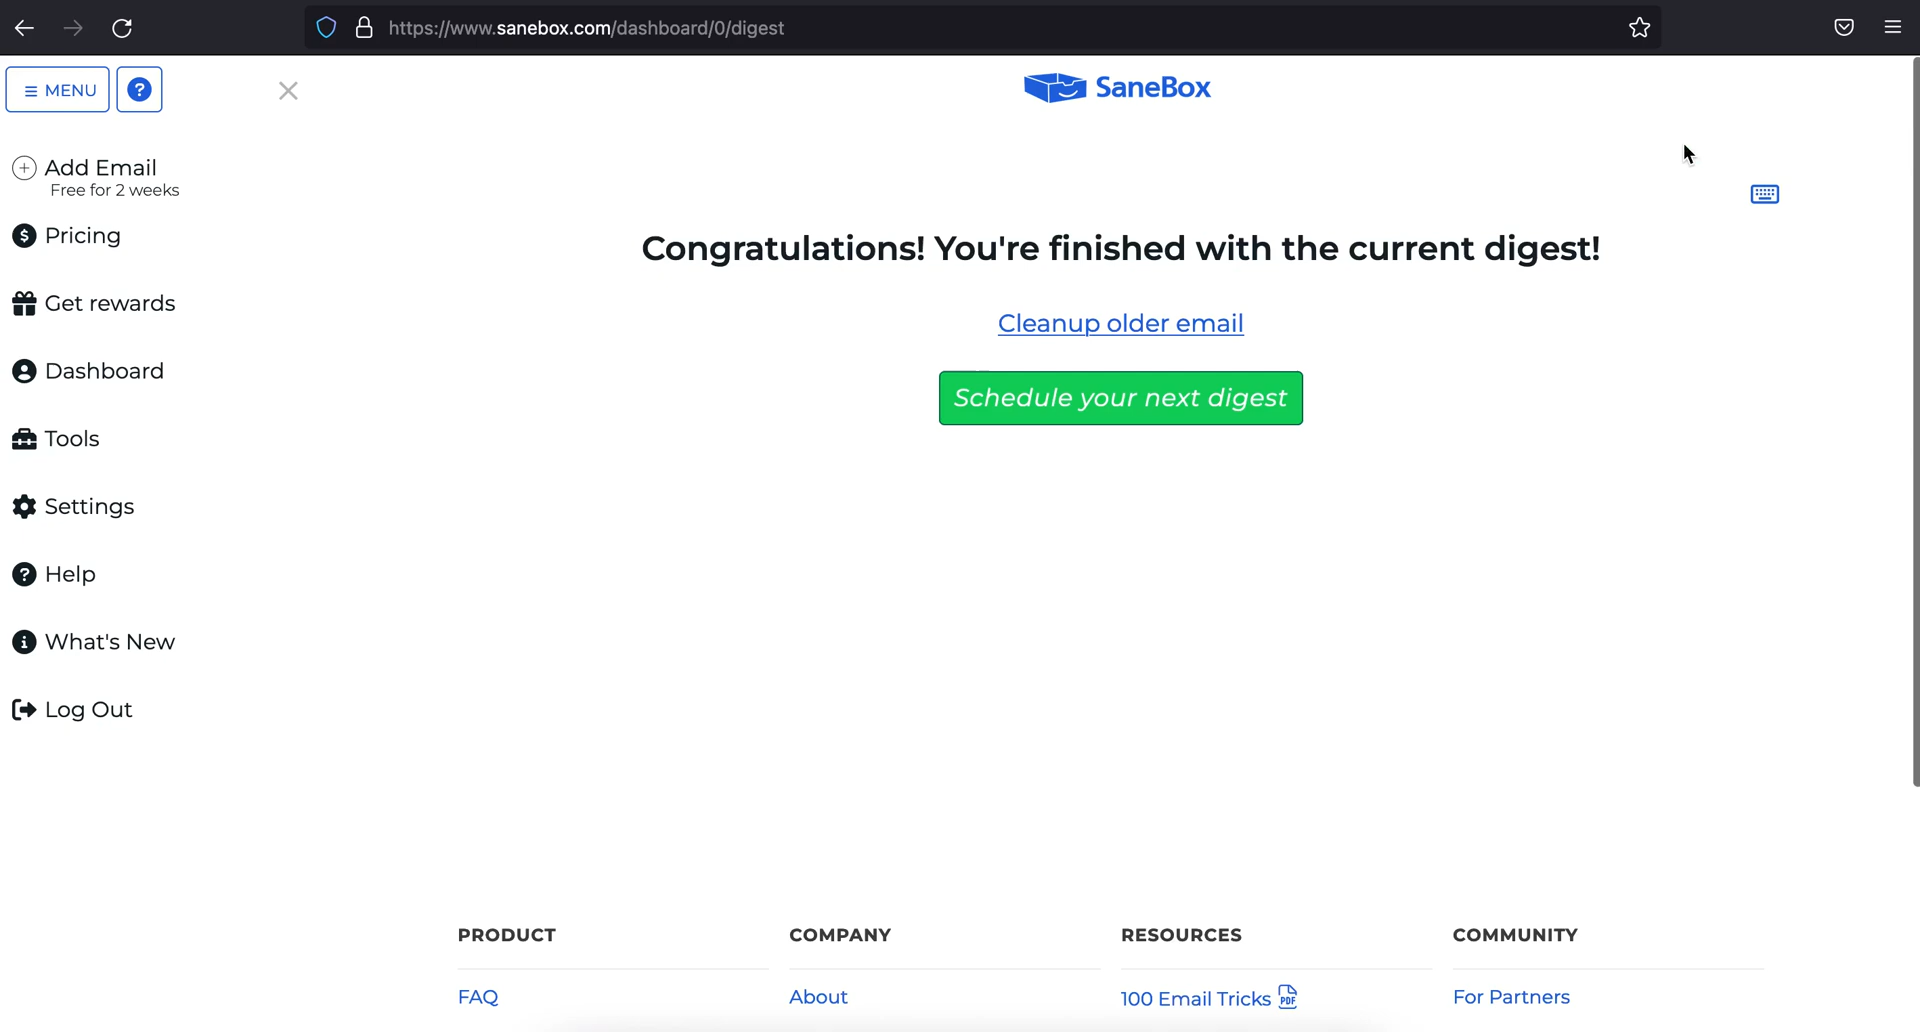 https://www.sanebox.com/dashboard/0/digest
MENU
SaneBox
Add Email
Free for 2 weeks
Pricing
Get rewards
Dashboard
Tools
Settings
Help
What's New
Log Out
Congratulations! You're finished with the current digest!
Cleanup older email
Schedule your next digest
PRODUCT
FAQ
COMPANY
About
RESOURCES
100 Email Tricks PDF
COMMUNITY
For Partners